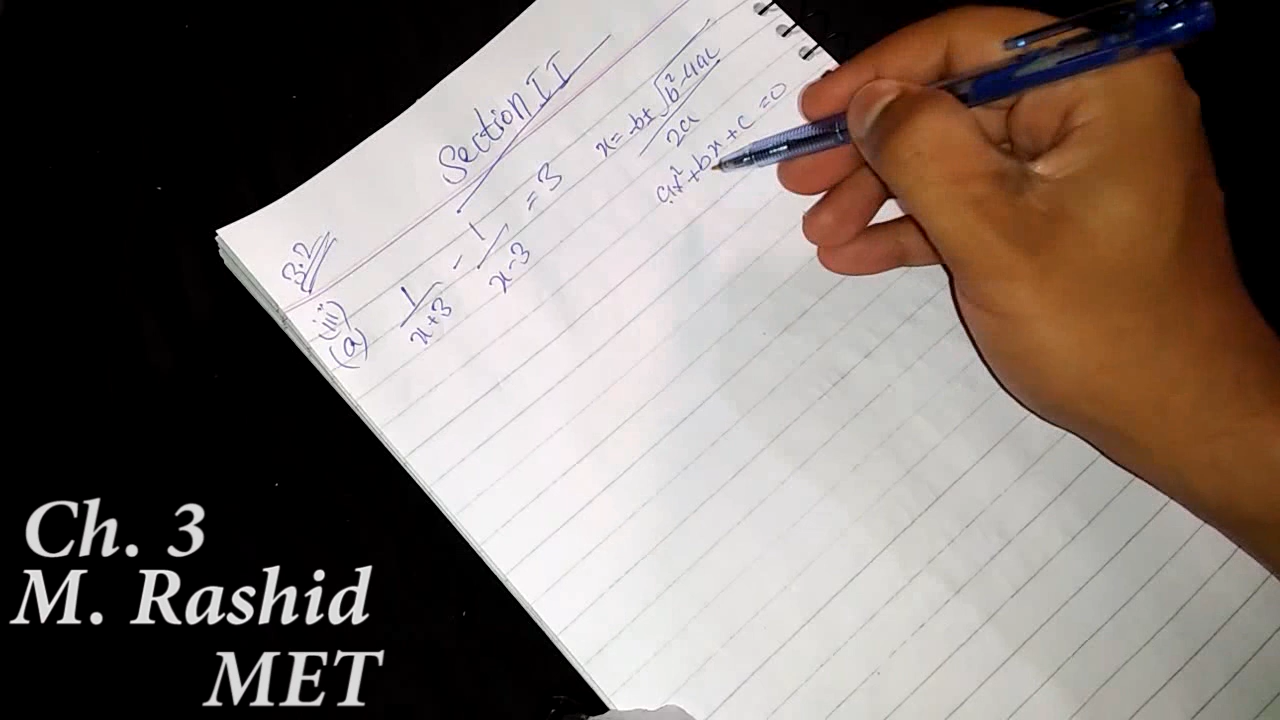 Section II
3.2
(iii)
(a) 1/(x+3) - 1/(x-3) = 3
x = -b ± √(b²-4ac) / 2a
ax²+bx+c=0
Ch. 3
M. Rashid
MET